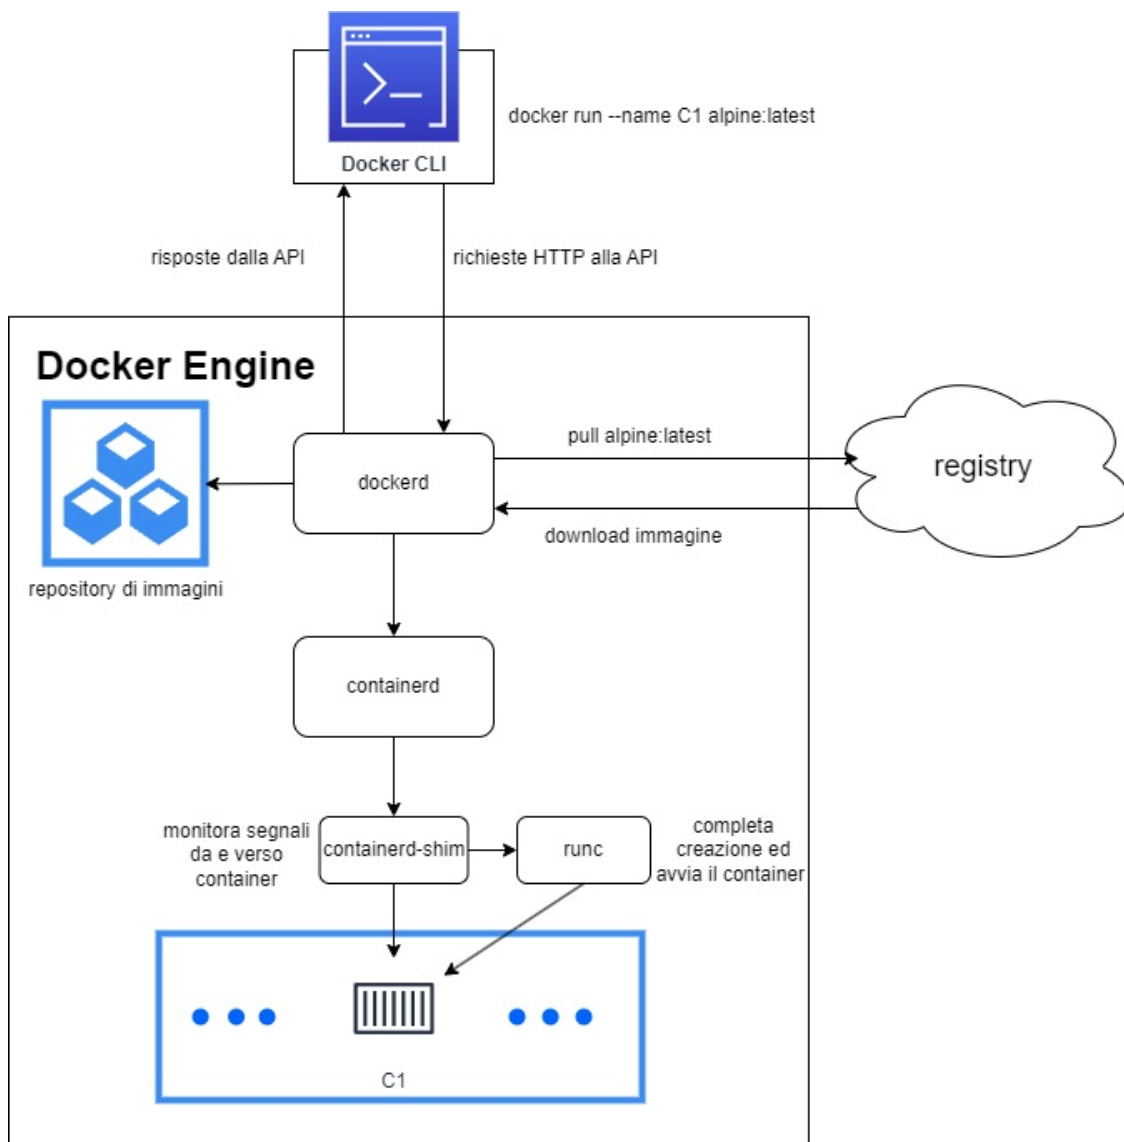 docker run --name C1 alpine:latest
Docker CLI
risposte dalla API
richieste HTTP alla API
Docker Engine
pull alpine:latest
registry
dockerd
download immagine
repository di immagini
containerd
monitora segnali
da e verso
container
containerd-shim
runc
completa
creazione ed
avvia il container
C1